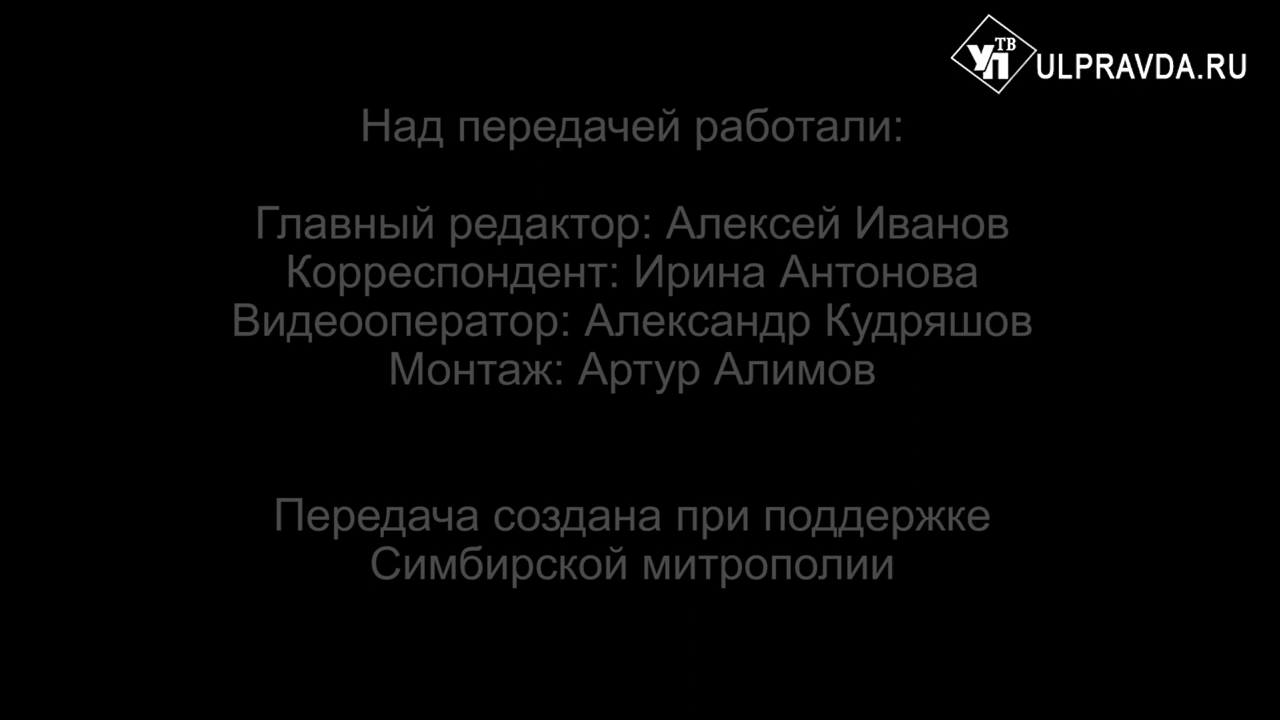 ТВ
УП
ULPRAVDA.RU
Над передачей работали:
Главный редактор: Алексей Иванов
Корреспондент: Ирина Антонова
Видеооператор: Александр Кудряшов
Монтаж: Артур Алимов
Передача создана при поддержке
Симбирской митрополии